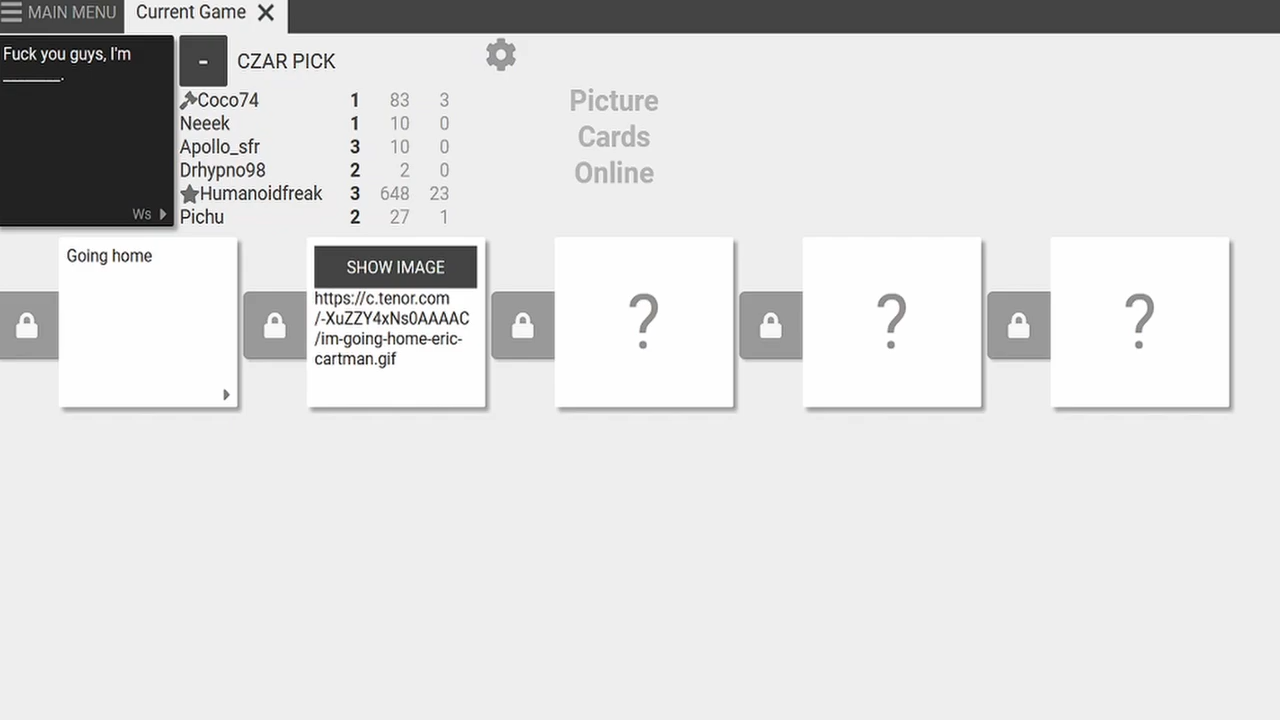 MAIN MENU
Current Game
Fuck you guys, I'm
________.
Ws
-
CZAR PICK
Coco74 1 83 3
Neeek 1 10 0
Apollo_sfr 3 10 0
Drhypno98 2 2 0
Humanoidfreak 3 648 23
Pichu 2 27 1
Picture
Cards
Online
Going home
SHOW IMAGE
https://c.tenor.com
/-XuZZY4xNs0AAAAC
/im-going-home-eric-
cartman.gif
?
?
?